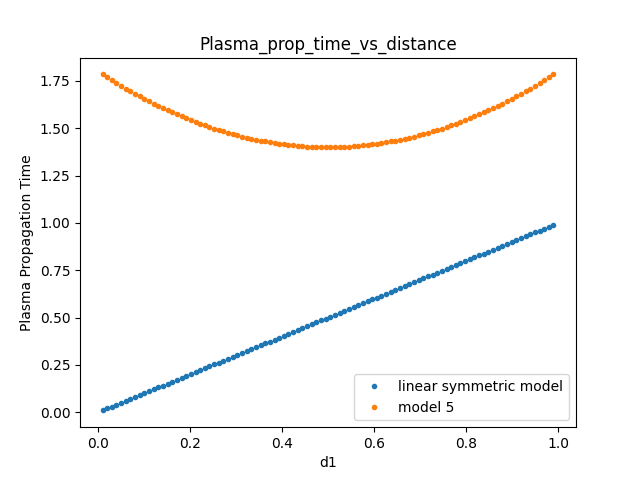 Plasma_prop_time_vs_distance
Plasma Propagation Time
1.75
1.50
1.25
1.00
0.75
0.50
0.25
0.00
0.0 0.2 0.4 0.6 0.8 1.0
d1
linear symmetric model
model 5